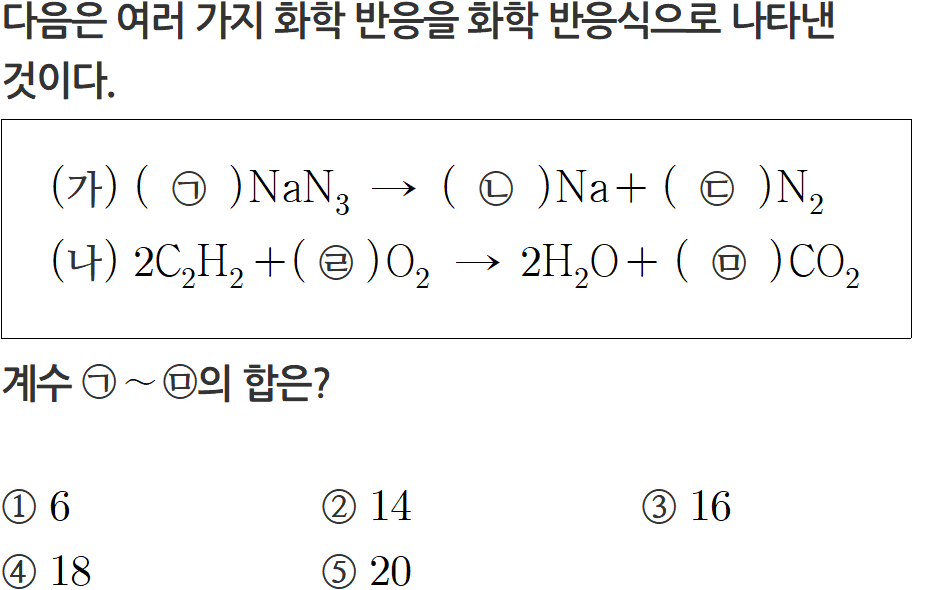 다음은 여러 가지 화학 반응을 화학 반응식으로 나타낸
것이다.
(가) ( ㉠ )NaN₃ → ( ㉡ )Na + ( ㉢ )N₂
(나) 2C₂H₂ + ( ㉣ )O₂ → 2H₂O + ( ㉤ )CO₂
계수 ㉠ ~ ㉤의 합은?
① 6 ② 14 ③ 16
④ 18 ⑤ 20